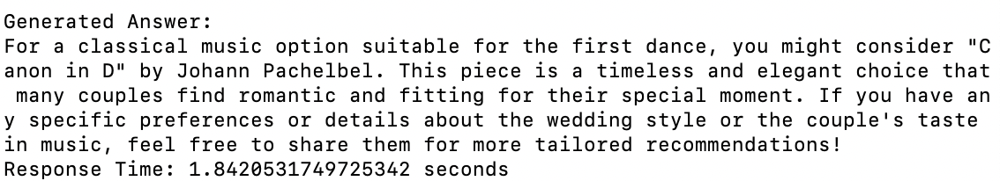 Generated Answer:
For a classical music option suitable for the first dance, you might consider "C
anon in D" by Johann Pachelbel. This piece is a timeless and elegant choice that
 many couples find romantic and fitting for their special moment. If you have an
y specific preferences or details about the wedding style or the couple's taste
in music, feel free to share them for more tailored recommendations!
Response Time: 1.8420531749725342 seconds